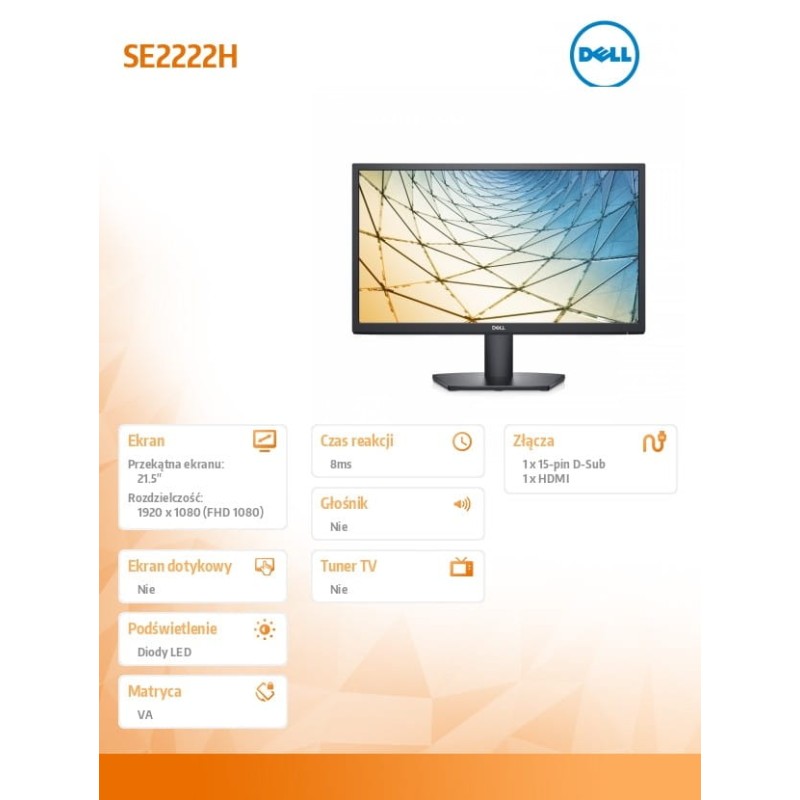 SE2222H
DELL
DELL
Ekran
Przekątna ekranu:
21.5"
Rozdzielczość:
1920 x 1080 (FHD 1080)
Ekran dotykowy
Nie
Podświetlenie
Diody LED
Matryca
VA
Czas reakcji
8ms
Głośnik
Nie
Tuner TV
Nie
Złącza
1 x 15-pin D-Sub
1 x HDMI